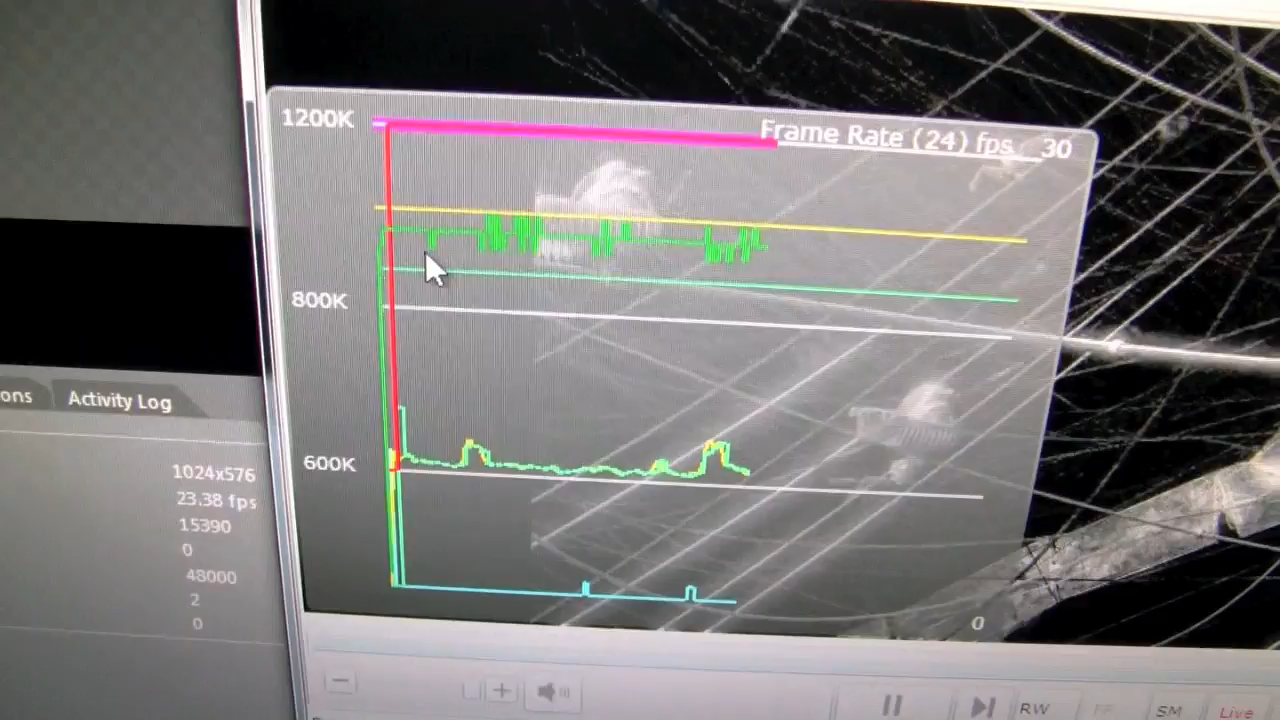 1200K
Frame Rate (24) fps 30
800K
600K
0
ons
Activity Log
1024x576
23.38 fps
15390
0
48000
2
0
RW
SM
Live